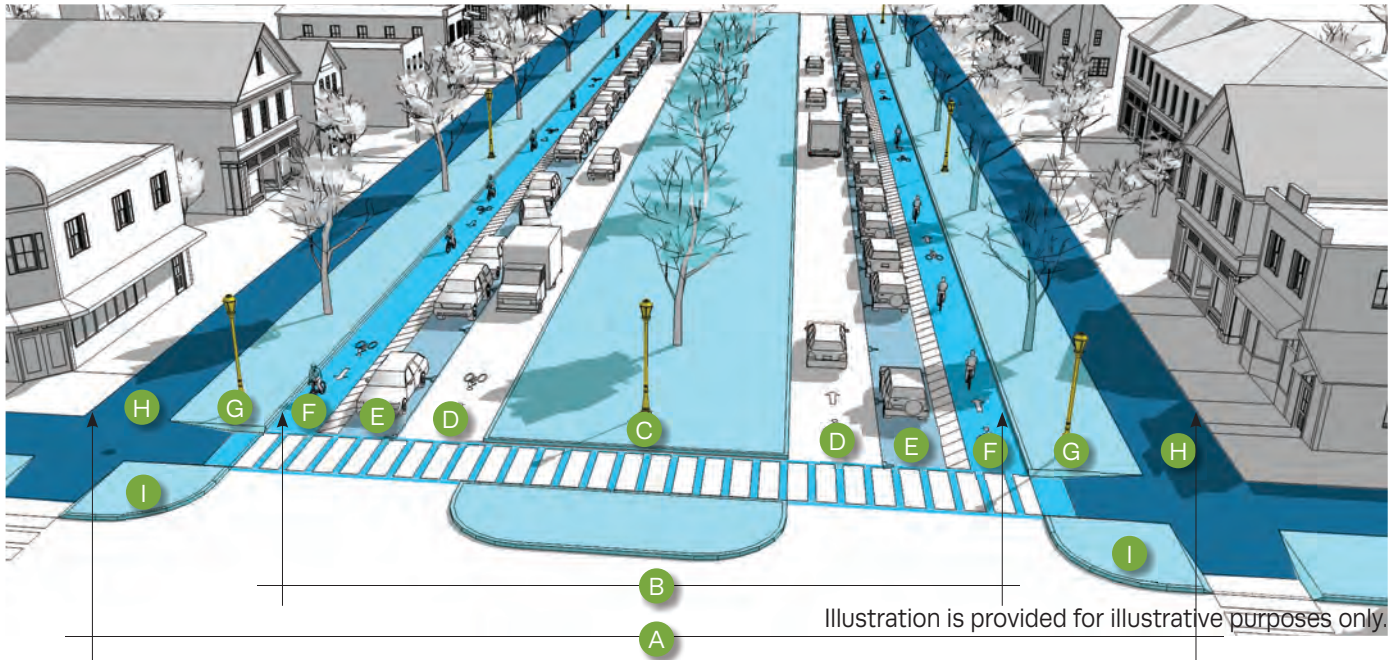 H G F E D C D E F G H
I I
B
Illustration is provided for illustrative purposes only.
A